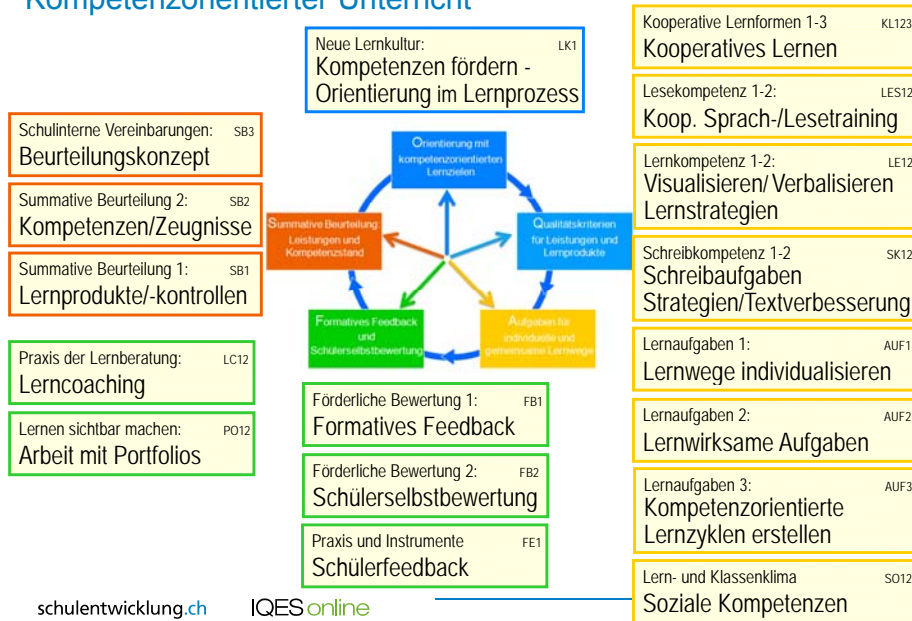 Kompetenzorientierter Unterricht
Neue Lernkultur: LK1
Kompetenzen fördern -
Orientierung im Lernprozess
Schulinterne Vereinbarungen: SB3
Beurteilungskonzept
Summative Beurteilung 2: SB2
Kompetenzen/Zeugnisse
Summative Beurteilung 1: SB1
Lernprodukte/-kontrollen
Praxis der Lernberatung: LC12
Lerncoaching
Lernen sichtbar machen: PO12
Arbeit mit Portfolios
Orientierung mit
kompetenzorientierten
Lernzielen
Summative Beurteilung:
Leistungen und
Kompetenzstand
Qualitätskriterien
für Leistungen und
Lernprodukte
Formatives Feedback
und
Schülerselbstbewertung
Aufgaben für
individuelle und
gemeinsame Lernwege
Förderliche Bewertung 1: FB1
Formatives Feedback
Förderliche Bewertung 2: FB2
Schülerselbstbewertung
Praxis und Instrumente FE1
Schülerfeedback
Kooperative Lernformen 1-3 KL123
Kooperatives Lernen
Lesekompetenz 1-2: LES12
Koop. Sprach-/Lesetraining
Lernkompetenz 1-2: LE12
Visualisieren/Verbalisieren
Lernstrategien
Schreibkompetenz 1-2 SK12
Schreibaufgaben
Strategien/Textverbesserung
Lernaufgaben 1: AUF1
Lernwege individualisieren
Lernaufgaben 2: AUF2
Lernwirksame Aufgaben
Lernaufgaben 3: AUF3
Kompetenzorientierte
Lernzyklen erstellen
Lern- und Klassenklima SO12
Soziale Kompetenzen
schulentwicklung.ch IQES online